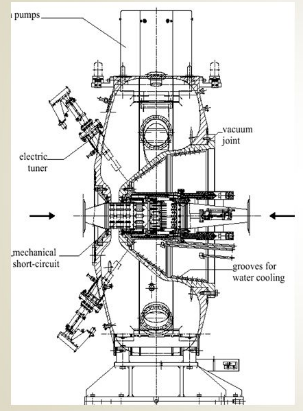 pumps
vacuum
joint
electric
tuner
mechanical
short-circuit
grooves for
water cooling